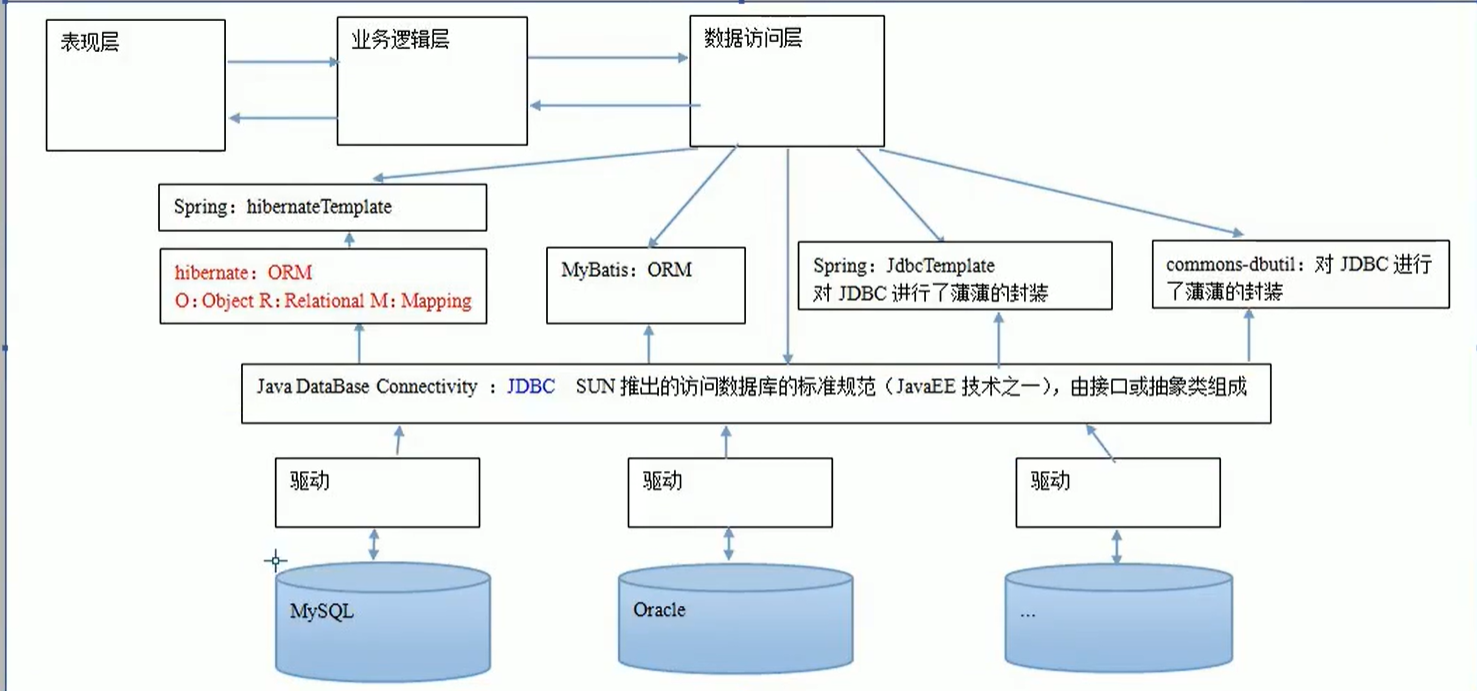 表现层
业务逻辑层
数据访问层
Spring：hibernateTemplate
hibernate：ORM
O：Object R：Relational M：Mapping
MyBatis：ORM
Spring：JdbcTemplate
对 JDBC 进行了薄薄的封装
commons-dbutil：对 JDBC 进行
了薄薄的封装
Java DataBase Connectivity ：JDBC SUN 推出的访问数据库的标准规范（JavaEE 技术之一），由接口或抽象类组成
驱动
驱动
驱动
MySQL
Oracle
...